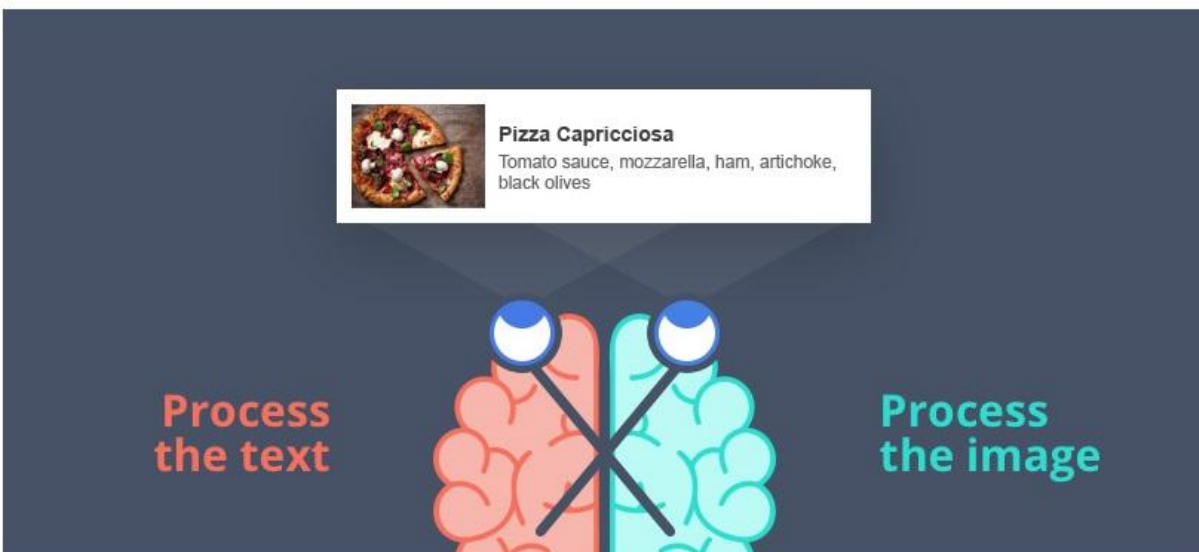 Pizza Capricciosa
Tomato sauce, mozzarella, ham, artichoke,
black olives
Process
the text
Process
the image